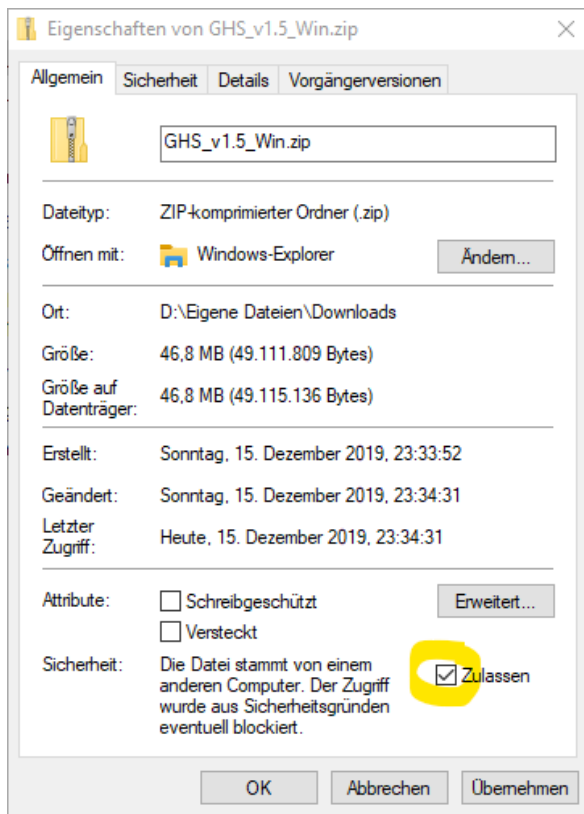 Eigenschaften von GHS_v1.5_Win.zip
Allgemein Sicherheit Details Vorgängerversionen
GHS_v1.5_Win.zip
Dateityp: ZIP-komprimierter Ordner (.zip)
Öffnen mit: Windows-Explorer Ändern...
Ort: D:\Eigene Dateien\Downloads
Größe: 46,8 MB (49.111.809 Bytes)
Größe auf
Datenträger: 46,8 MB (49.115.136 Bytes)
Erstellt: Sonntag, 15. Dezember 2019, 23:33:52
Geändert: Sonntag, 15. Dezember 2019, 23:34:31
Letzter
Zugriff: Heute, 15. Dezember 2019, 23:34:31
Attribute: Schreibgeschützt Erweitert...
Versteckt
Sicherheit: Die Datei stammt von einem
anderen Computer. Der Zugriff
wurde aus Sicherheitsgründen
eventuell blockiert.
Zulassen
OK Abbrechen Übernehmen